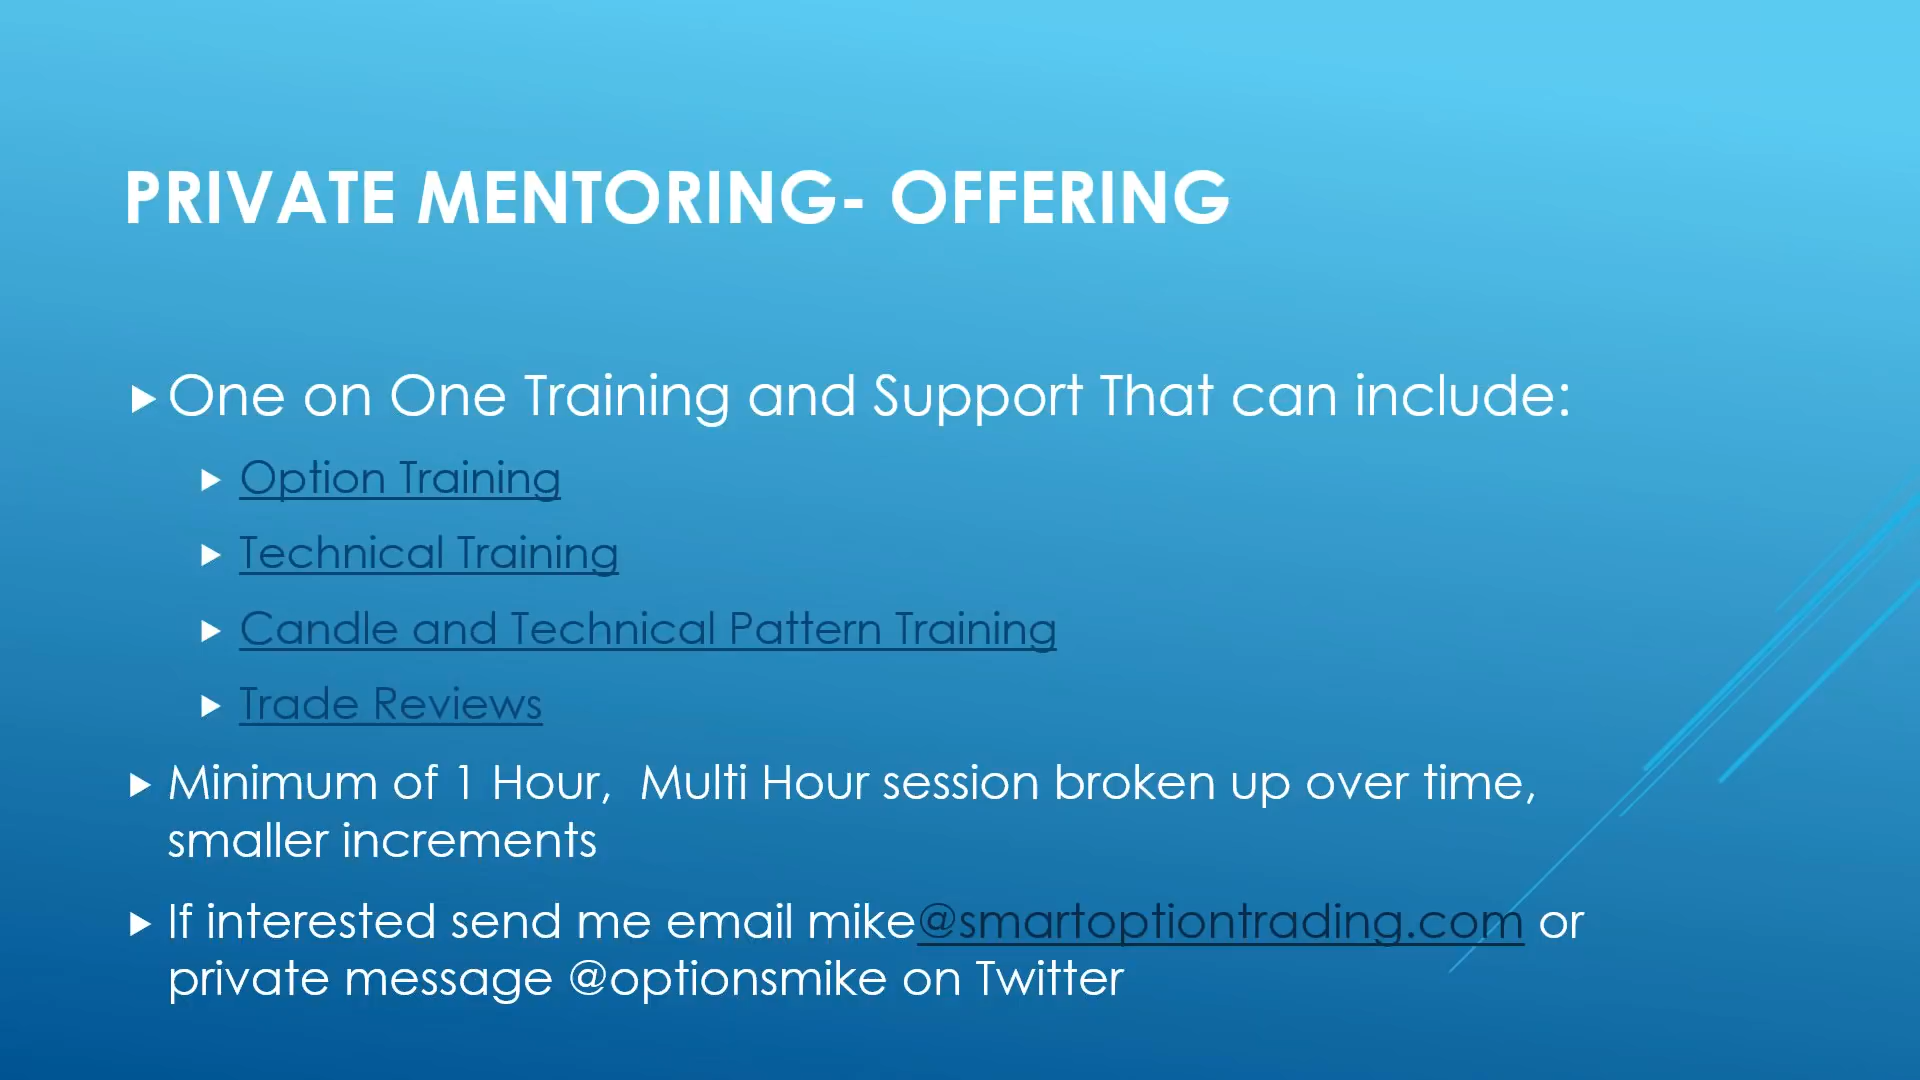 PRIVATE MENTORING- OFFERING
One on One Training and Support That can include:
Option Training
Technical Training
Candle and Technical Pattern Training
Trade Reviews
Minimum of 1 Hour,  Multi Hour session broken up over time,
smaller increments
If interested send me email mike@smartoptiontrading.com or
private message @optionsmike on Twitter